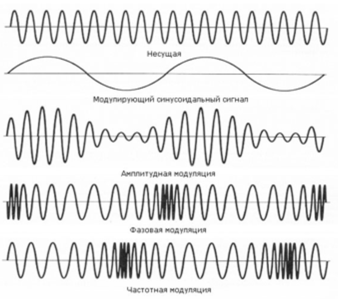 Несущая
Модулирующий синусоидальный сигнал
Амплитудная модуляция
Фазовая модуляция
Частотная модуляция